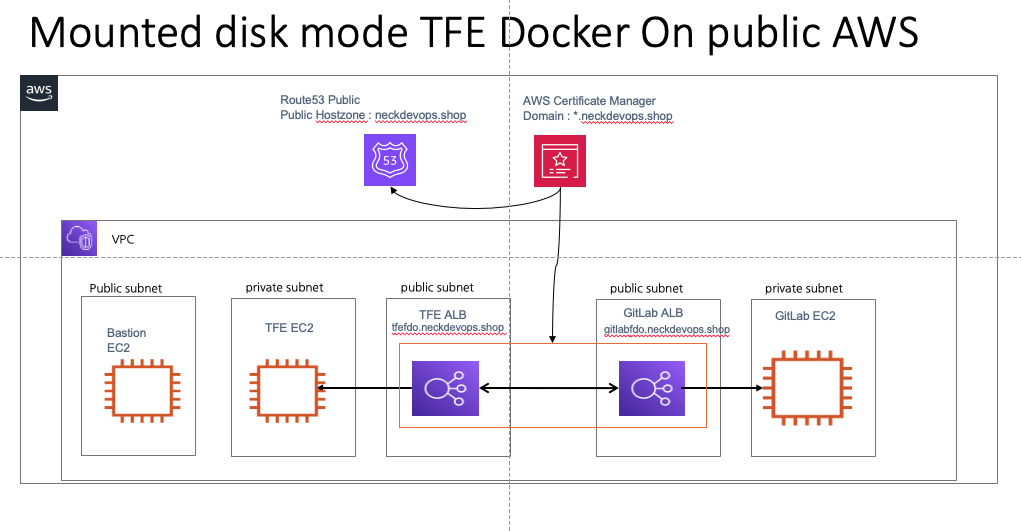 Mounted disk mode TFE Docker On public AWS
aws
Route53 Public
Public Hostzone : neckdevops.shop
AWS Certificate Manager
Domain : *.neckdevops.shop
53
VPC
Public subnet
private subnet
public subnet
public subnet
private subnet
Bastion
EC2
TFE EC2
TFE ALB
tfefdo.neckdevops.shop
GitLab ALB
gitlabfdo.neckdevops.shop
GitLab EC2